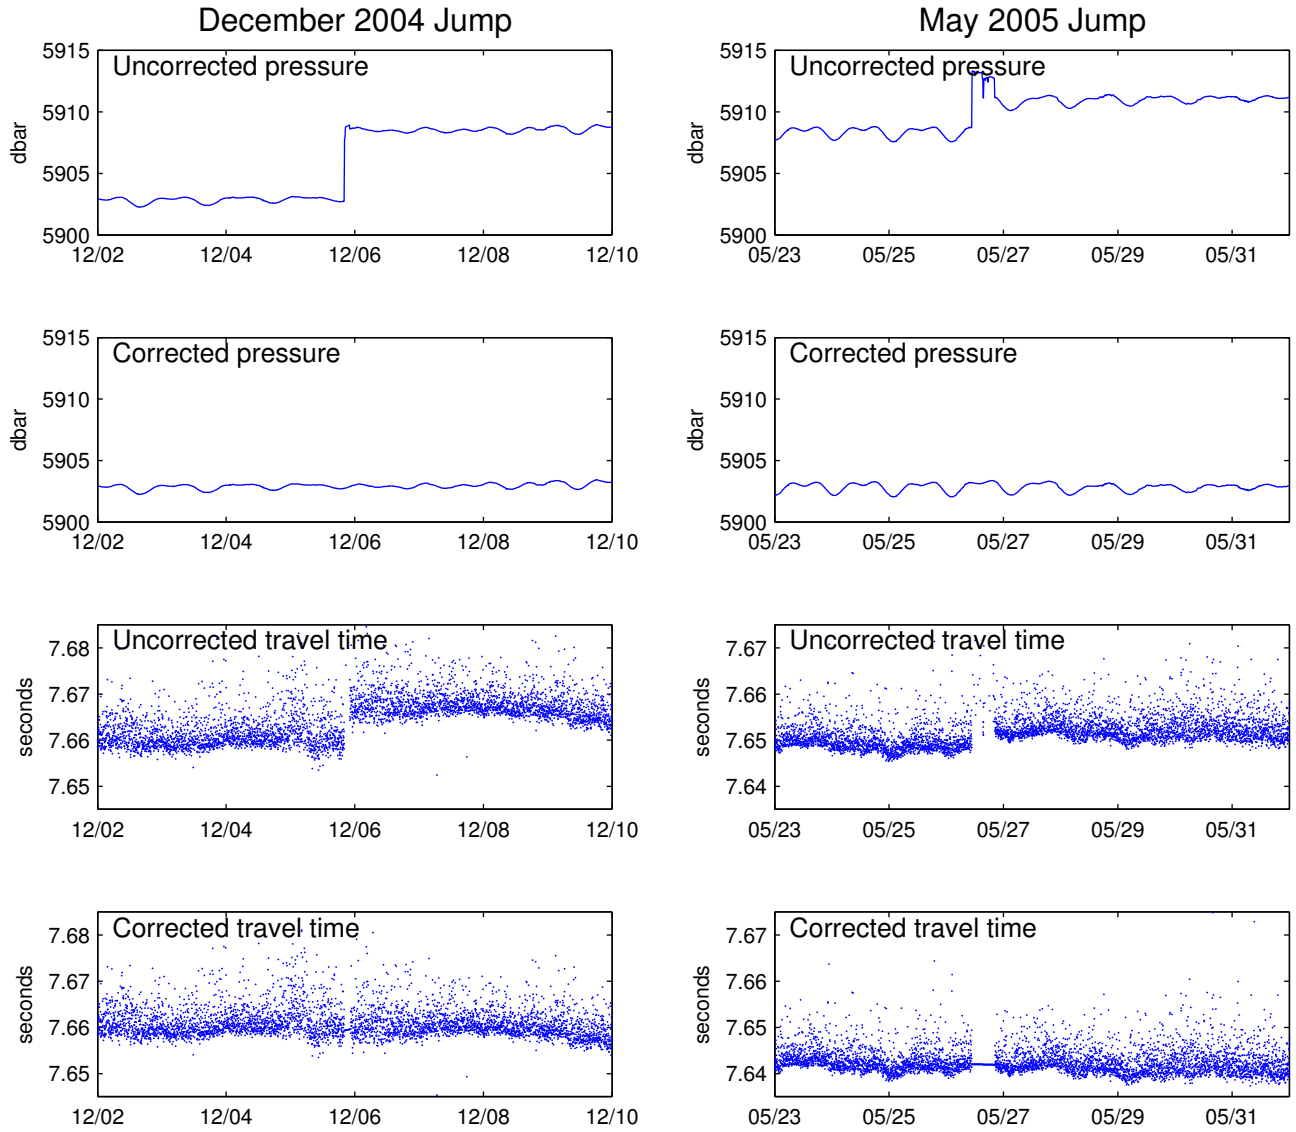 December 2004 Jump
May 2005 Jump
5915
5910
5905
5900
dbar
Uncorrected pressure
12/02 12/04 12/06 12/08 12/10
5915
5910
5905
5900
dbar
Uncorrected pressure
05/23 05/25 05/27 05/29 05/31
5915
5910
5905
5900
dbar
Corrected pressure
12/02 12/04 12/06 12/08 12/10
5915
5910
5905
5900
dbar
Corrected pressure
05/23 05/25 05/27 05/29 05/31
7.68
7.67
7.66
7.65
seconds
Uncorrected travel time
12/02 12/04 12/06 12/08 12/10
7.67
7.66
7.65
7.64
seconds
Uncorrected travel time
05/23 05/25 05/27 05/29 05/31
7.68
7.67
7.66
7.65
seconds
Corrected travel time
12/02 12/04 12/06 12/08 12/10
7.67
7.66
7.65
7.64
seconds
Corrected travel time
05/23 05/25 05/27 05/29 05/31